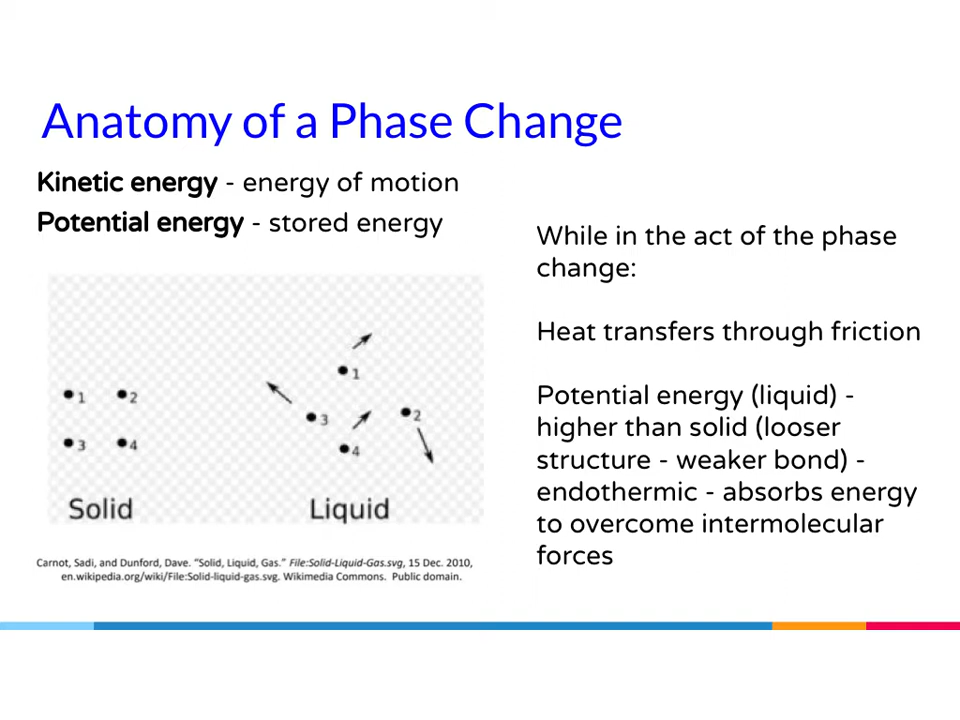 Anatomy of a Phase Change
Kinetic energy - energy of motion
Potential energy - stored energy
1
2
3
4
Solid
1
3
2
4
Liquid
Carnot, Sadi, and Dunford, Dave. “Solid, Liquid, Gas.” File:Solid-Liquid-Gas.svg, 15 Dec. 2010,
en.wikipedia.org/wiki/File:Solid-liquid-gas.svg. Wikimedia Commons. Public domain.
While in the act of the phase
change:
Heat transfers through friction
Potential energy (liquid) -
higher than solid (looser
structure - weaker bond) -
endothermic - absorbs energy
to overcome intermolecular
forces